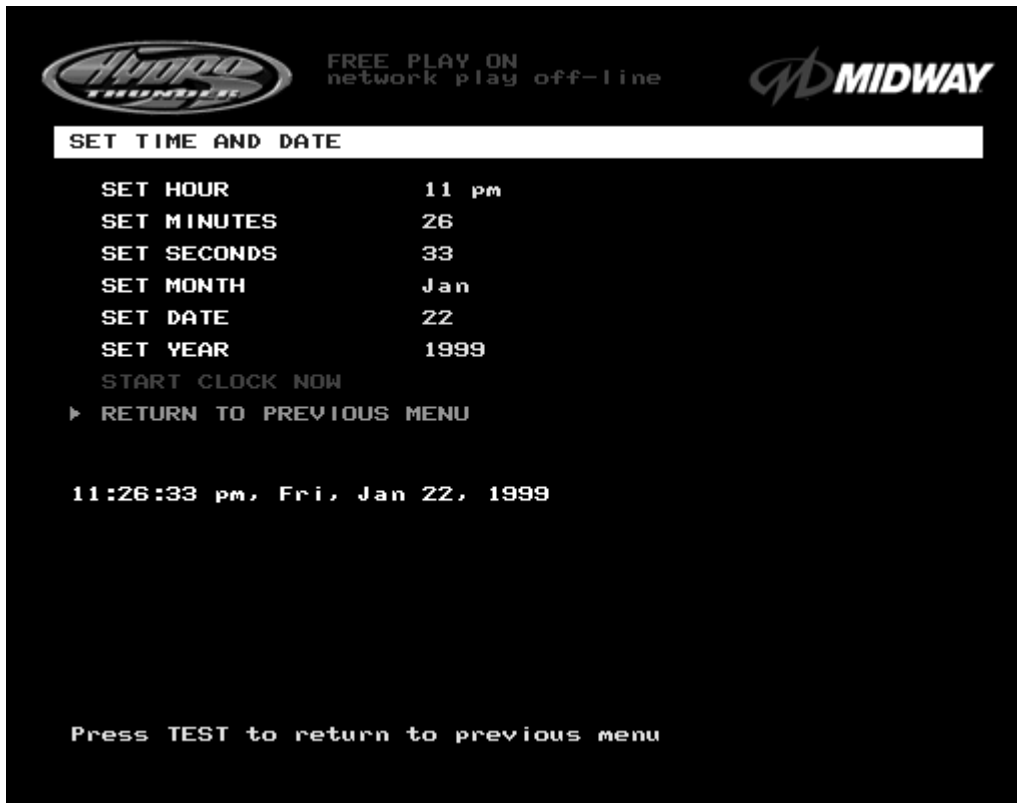 HYDRO
THUNDER
FREE PLAY ON
network play off-line
MIDWAY
SET TIME AND DATE
SET HOUR 11 pm
SET MINUTES 26
SET SECONDS 33
SET MONTH Jan
SET DATE 22
SET YEAR 1999
START CLOCK NOW
RETURN TO PREVIOUS MENU
11:26:33 pm, Fri, Jan 22, 1999
Press TEST to return to previous menu